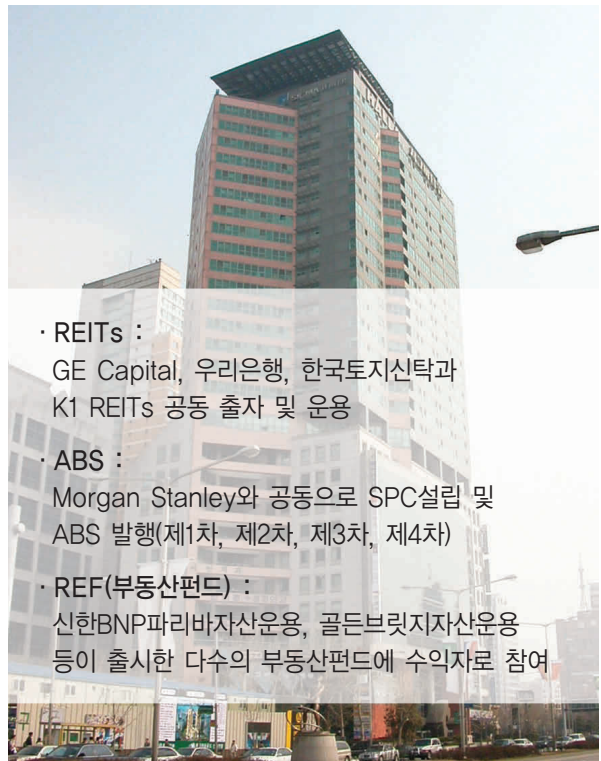 · REITs :
GE Capital, 우리은행, 한국토지신탁과
K1 REITs 공동 출자 및 운용
· ABS :
Morgan Stanley와 공동으로 SPC설립 및
ABS 발행(제1차, 제2차, 제3차, 제4차)
· REF(부동산펀드) :
신한BNP파리바자산운용, 골든브릿지자산운용
등이 출시한 다수의 부동산펀드에 수익자로 참여